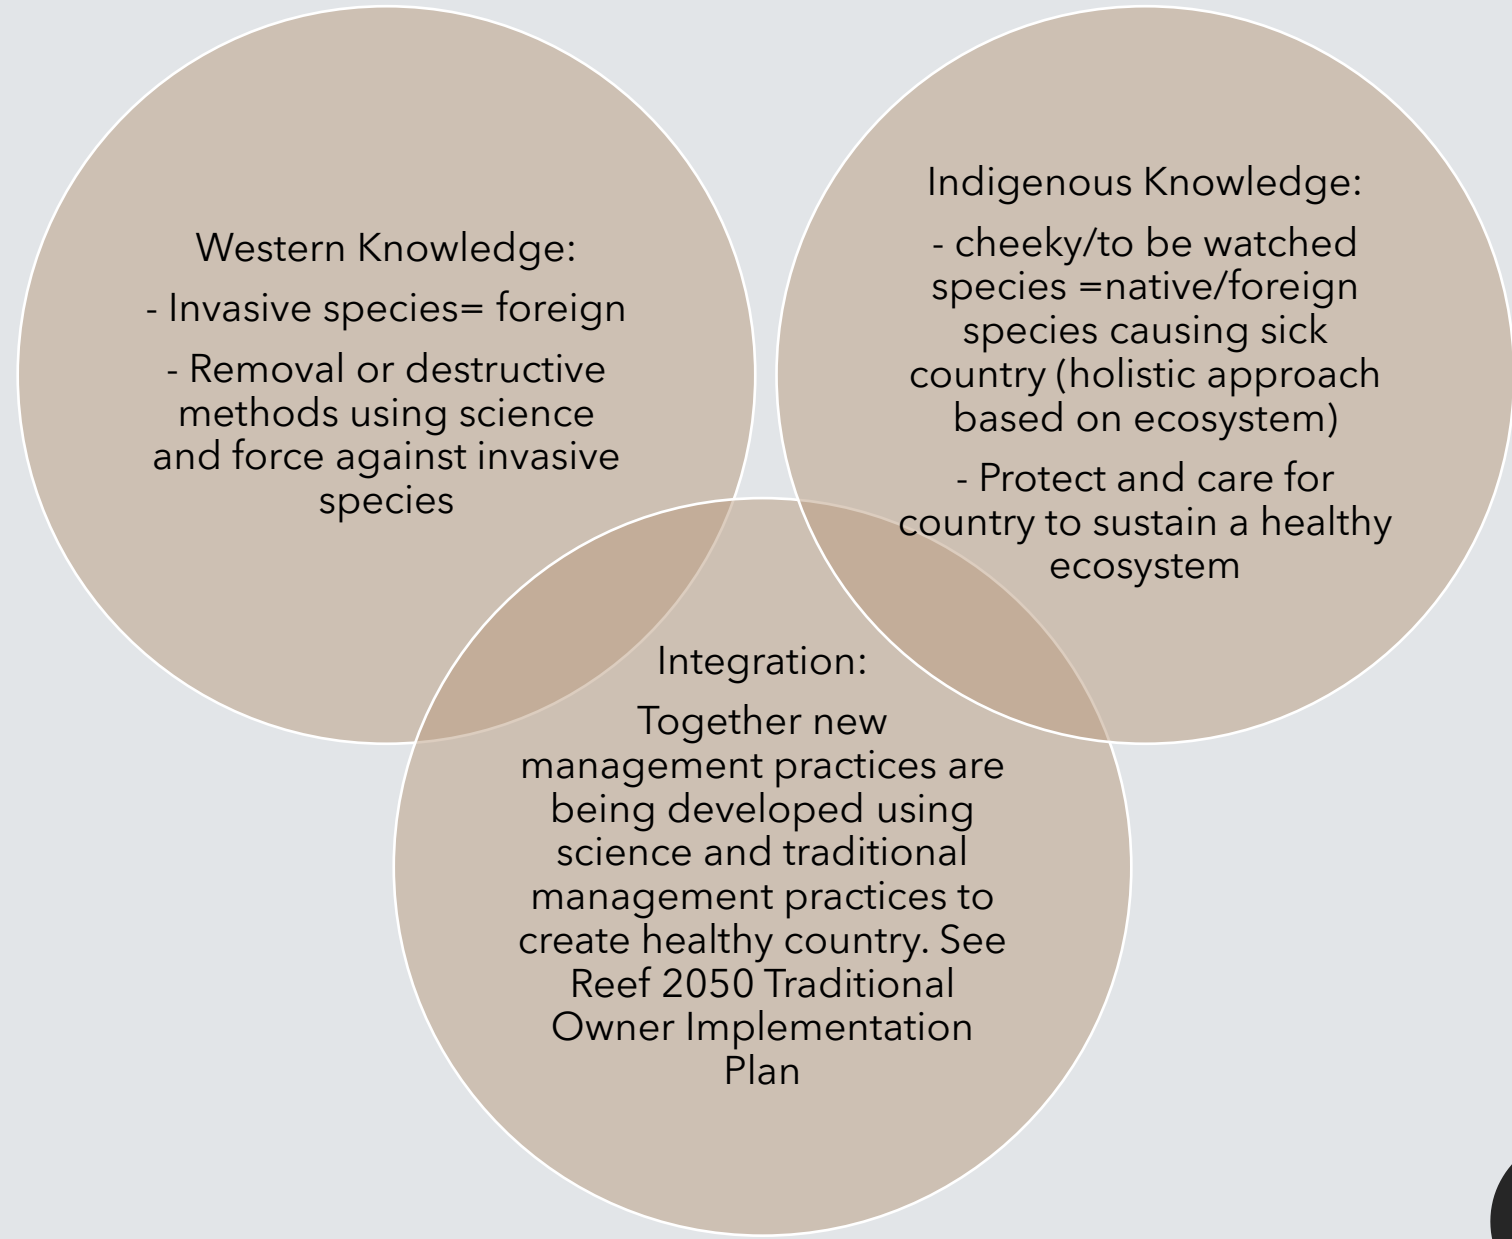 Western Knowledge:
- Invasive species= foreign
- Removal or destructive
methods using science
and force against invasive
species
Indigenous Knowledge:
- cheeky/to be watched
species =native/foreign
species causing sick
country (holistic approach
based on ecosystem)
- Protect and care for
country to sustain a healthy
ecosystem
Integration:
Together new
management practices are
being developed using
science and traditional
management practices to
create healthy country. See
Reef 2050 Traditional
Owner Implementation
Plan